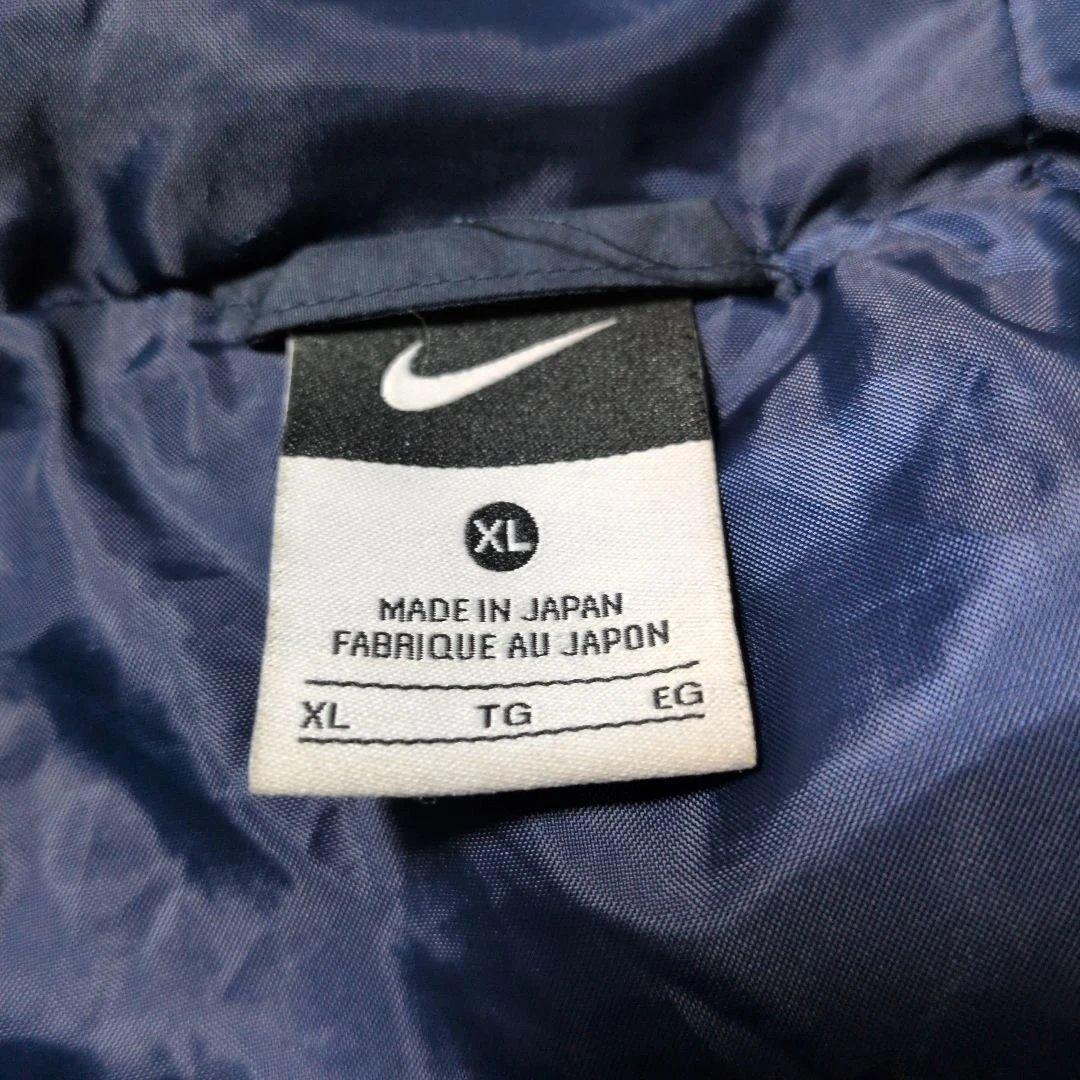 XL
MADE IN JAPAN
FABRIQUE AU JAPON
XL TG EG